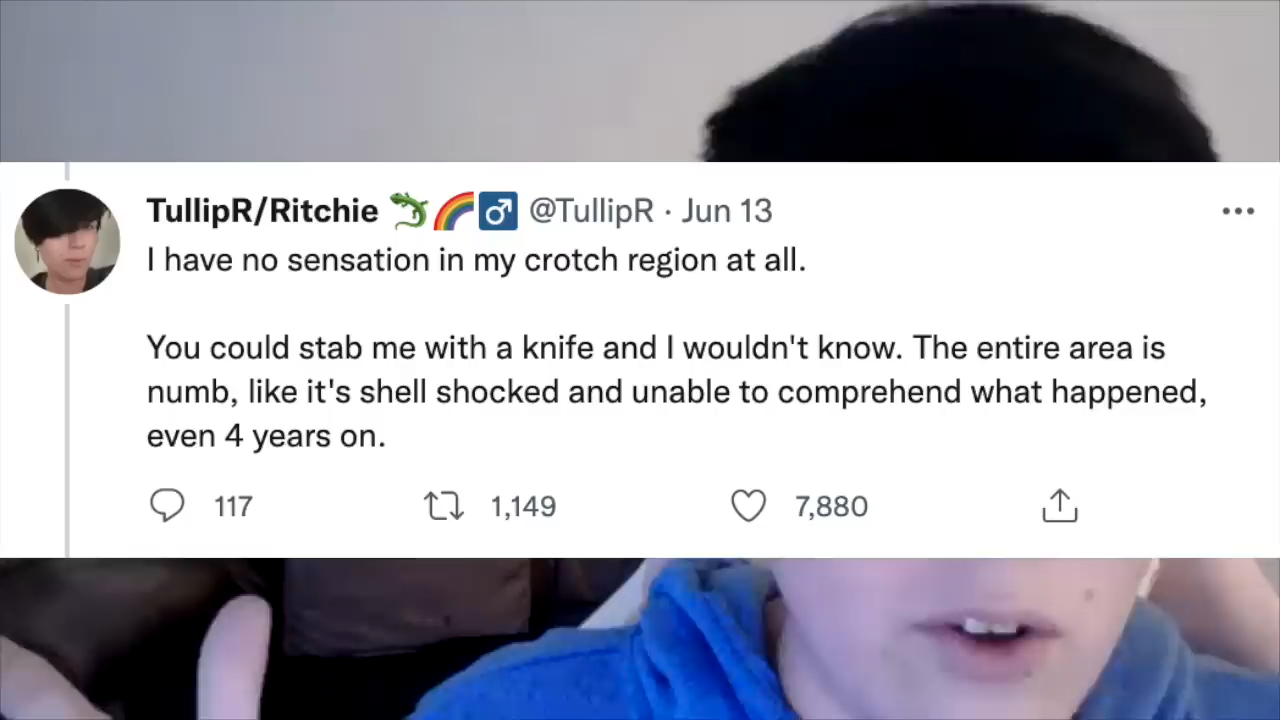 TullipR/Ritchie 🦎🌈♂️ @TullipR · Jun 13
I have no sensation in my crotch region at all.
You could stab me with a knife and I wouldn't know. The entire area is
numb, like it's shell shocked and unable to comprehend what happened,
even 4 years on.
117 1,149 7,880